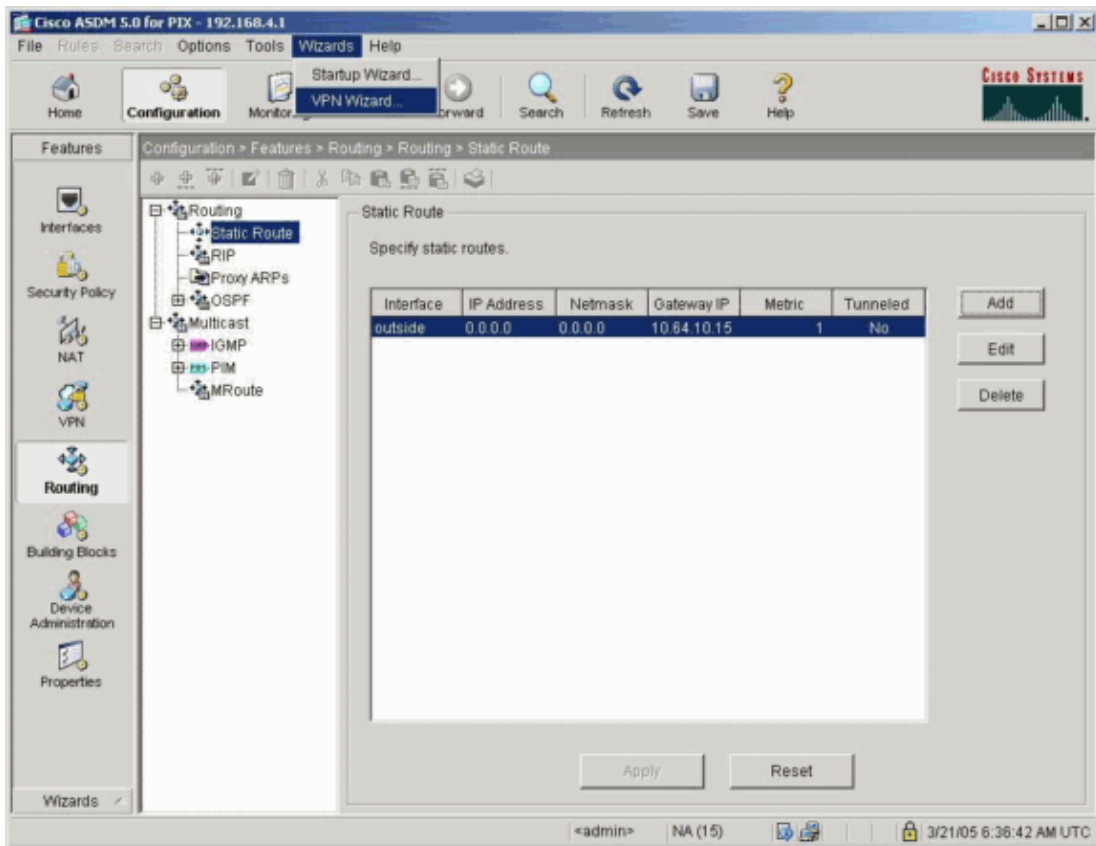 Cisco ASDM 5.0 for PIX - 192.168.4.1
File Rules Search Options Tools Wizards Help
Startup Wizard...
VPN Wizard...
Home Configuration Search Refresh Save Help
CISCO SYSTEMS
Features
Configuration > Features > Routing > Routing > Static Route
Interfaces
Security Policy
NAT
VPN
Routing
Building Blocks
Device
Administration
Properties
Wizards
Routing
Static Route
RIP
Proxy ARPs
OSPF
Multicast
IGMP
PIM
MRoute
Static Route
Specify static routes.
Interface IP Address Netmask Gateway IP Metric Tunneled
outside 0.0.0.0 0.0.0.0 10.64.10.15 1 No
Add
Edit
Delete
Apply Reset
<admin> NA (15) 3/21/05 6:36:42 AM UTC